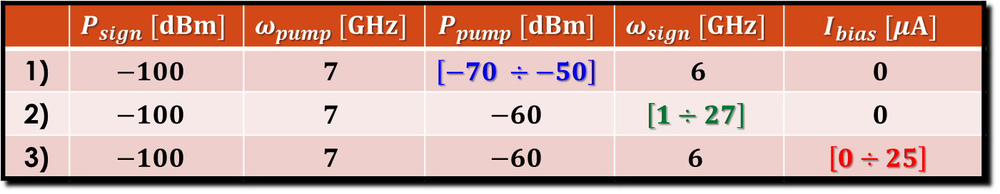 P_sign [dBm] ω_pump [GHz] P_pump [dBm] ω_sign [GHz] I_bias [μA]
1) −100 7 [−70 ÷ −50] 6 0
2) −100 7 −60 [1 ÷ 27] 0
3) −100 7 −60 6 [0 ÷ 25]